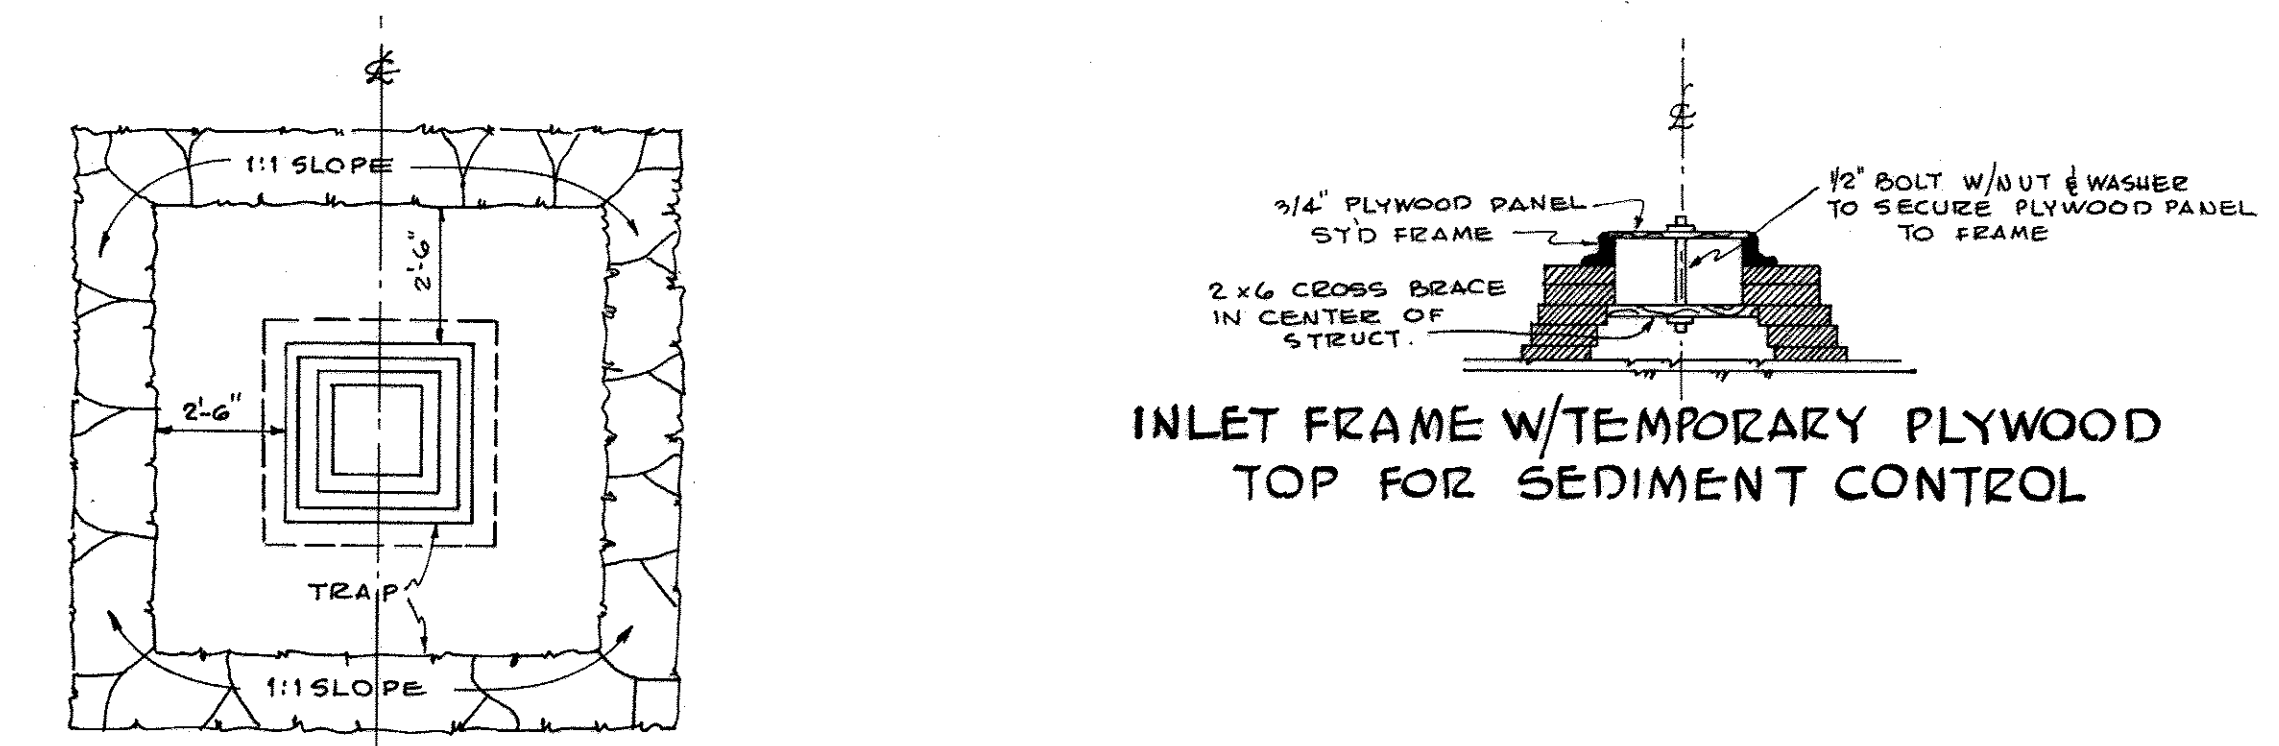 ℄
1:1 SLOPE
2'-6"
2'-6"
TRAP
1:1 SLOPE
℄
3/4" PLYWOOD PANEL
ST'D FRAME
2 x 6 CROSS BRACE
IN CENTER OF
STRUCT.
1/2" BOLT W/NUT & WASHER
TO SECURE PLYWOOD PANEL
TO FRAME
INLET FRAME W/TEMPORARY PLYWOOD
TOP FOR SEDIMENT CONTROL